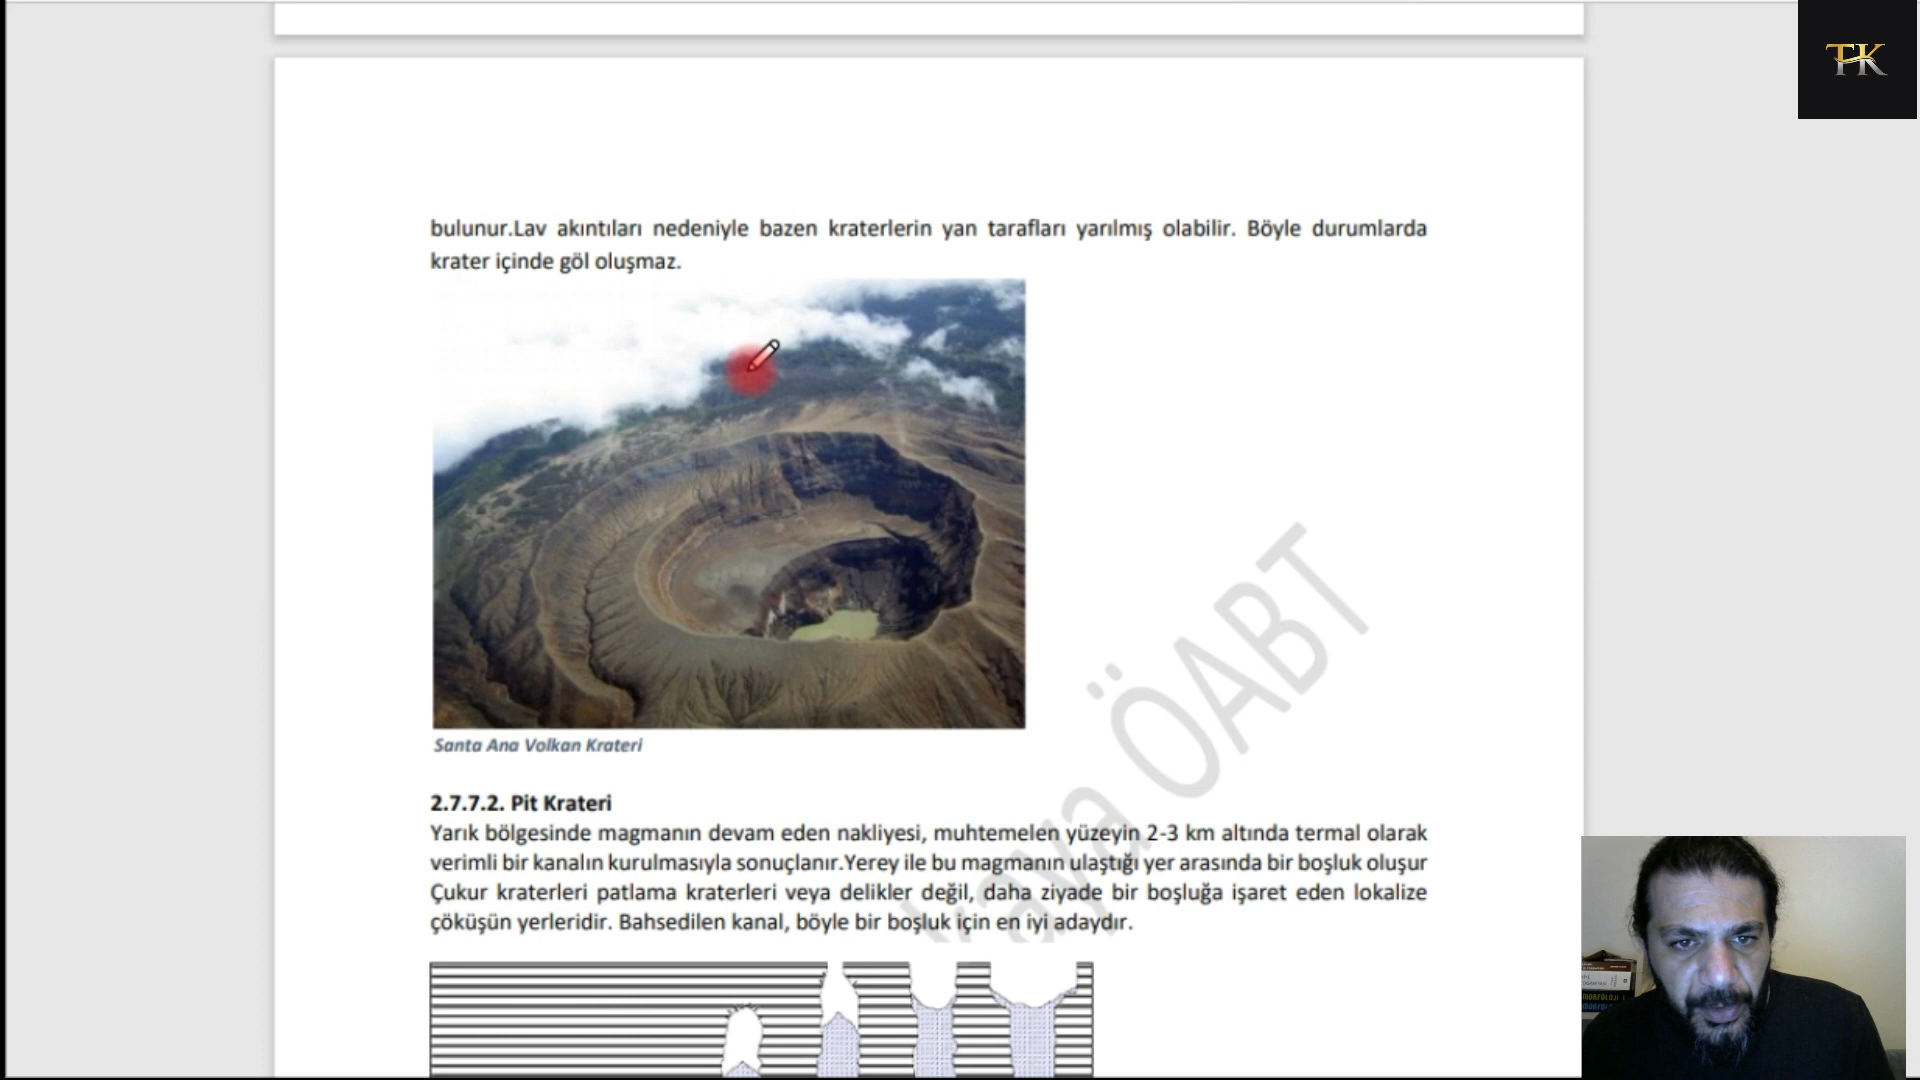 TK
bulunur.Lav akıntıları nedeniyle bazen kraterlerin yan tarafları yarılmış olabilir. Böyle durumlarda
krater içinde göl oluşmaz.
Santa Ana Volkan Krateri
2.7.7.2. Pit Krateri
Yarık bölgesinde magmanın devam eden nakliyesi, muhtemelen yüzeyin 2-3 km altında termal olarak
verimli bir kanalın kurulmasıyla sonuçlanır.Yerey ile bu magmanın ulaştığı yer arasında bir boşluk oluşur
Çukur kraterleri patlama kraterleri veya delikler değil, daha ziyade bir boşluğa işaret eden lokalize
çöküşün yerleridir. Bahsedilen kanal, böyle bir boşluk için en iyi adaydır.
kaya ÖABT